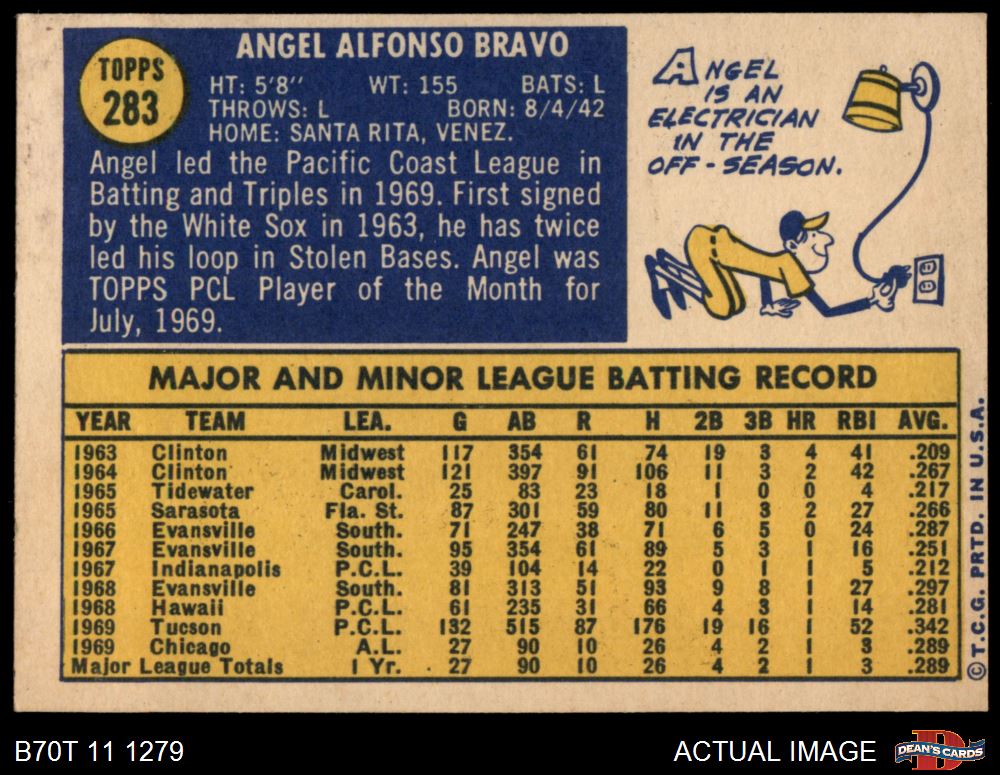 TOPPS
283
ANGEL ALFONSO BRAVO
HT: 5'8" WT: 155 BATS: L
THROWS: L BORN: 8/4/42
HOME: SANTA RITA, VENEZ.
Angel led the Pacific Coast League in
Batting and Triples in 1969. First signed
by the White Sox in 1963, he has twice
led his loop in Stolen Bases. Angel was
TOPPS PCL Player of the Month for
July, 1969.
ANGEL
IS AN
ELECTRICIAN
IN THE
OFF-SEASON.
MAJOR AND MINOR LEAGUE BATTING RECORD
YEAR TEAM LEA. G AB R H 2B 3B HR RBI AVG.
1963 Clinton Midwest 117 354 61 74 19 3 4 41 .209
1964 Clinton Midwest 121 397 91 106 11 3 2 42 .267
1965 Tidewater Carol. 25 83 23 18 1 0 0 4 .217
1965 Sarasota Fla. St. 87 301 59 80 11 3 2 27 .266
1966 Evansville South. 71 247 38 71 6 5 0 24 .287
1967 Evansville South. 95 354 61 89 5 3 1 16 .251
1967 Indianapolis P.C.L. 39 104 14 22 0 1 1 5 .212
1968 Evansville South. 81 313 51 93 9 8 1 27 .297
1968 Hawaii P.C.L. 61 235 31 66 4 3 1 14 .281
1969 Tucson P.C.L. 132 515 87 176 19 16 1 52 .342
1969 Chicago A.L. 27 90 10 26 4 2 1 3 .289
Major League Totals 1 Yr. 27 90 10 26 4 2 1 3 .289
©T.C.G. PRTD. IN U.S.A.
B70T 11 1279
ACTUAL IMAGE
DEAN'S CARDS